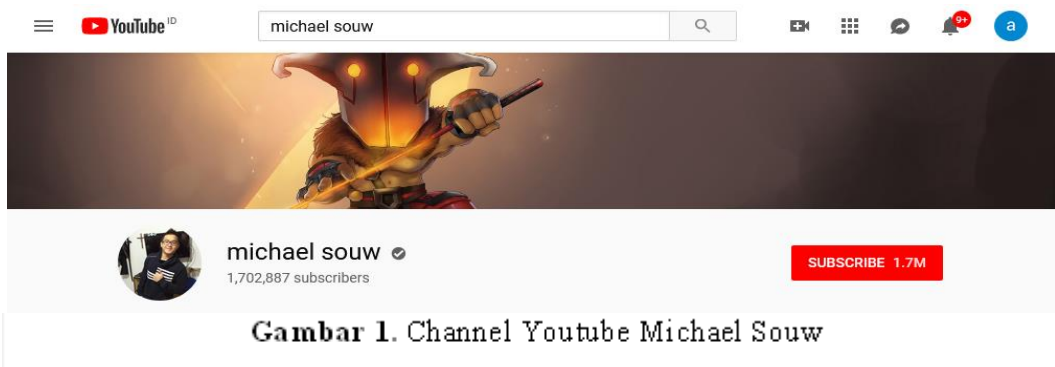 YouTube ID
michael souw
9+
a
michael souw
1,702,887 subscribers
SUBSCRIBE 1.7M
Gambar 1. Channel Youtube Michael Souw